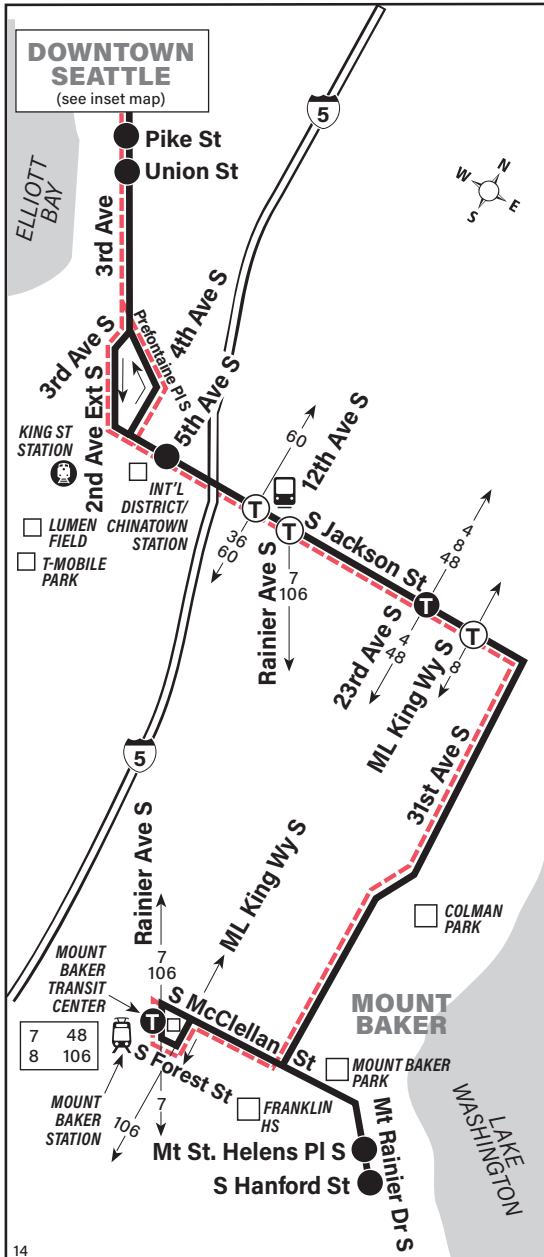 DOWNTOWN
SEATTLE
(see inset map)
5
Pike St
Union St
ELLIOTT
BAY
N
W
E
S
3rd Ave
3rd Ave S
Prefontaine Pl S
4th Ave S
2nd Ave Ext S
5th Ave S
KING ST
STATION
INT'L
DISTRICT/
CHINATOWN
STATION
LUMEN
FIELD
T-MOBILE
PARK
60
12th Ave S
T
36
60
T
S Jackson St
Rainier Ave S
7
106
4
8
48
T
23rd Ave S
4
48
T
ML King Wy S
8
31st Ave S
5
Rainier Ave S
ML King Wy S
COLMAN
PARK
MOUNT
BAKER
TRANSIT
CENTER
7
106
T
S McClellan St
MOUNT
BAKER
7 48
8 106
S Forest St
MOUNT BAKER
PARK
MOUNT
BAKER
STATION
106
7
FRANKLIN
HS
Mt St. Helens Pl S
S Hanford St
Mt Rainier Dr S
LAKE
WASHINGTON
14